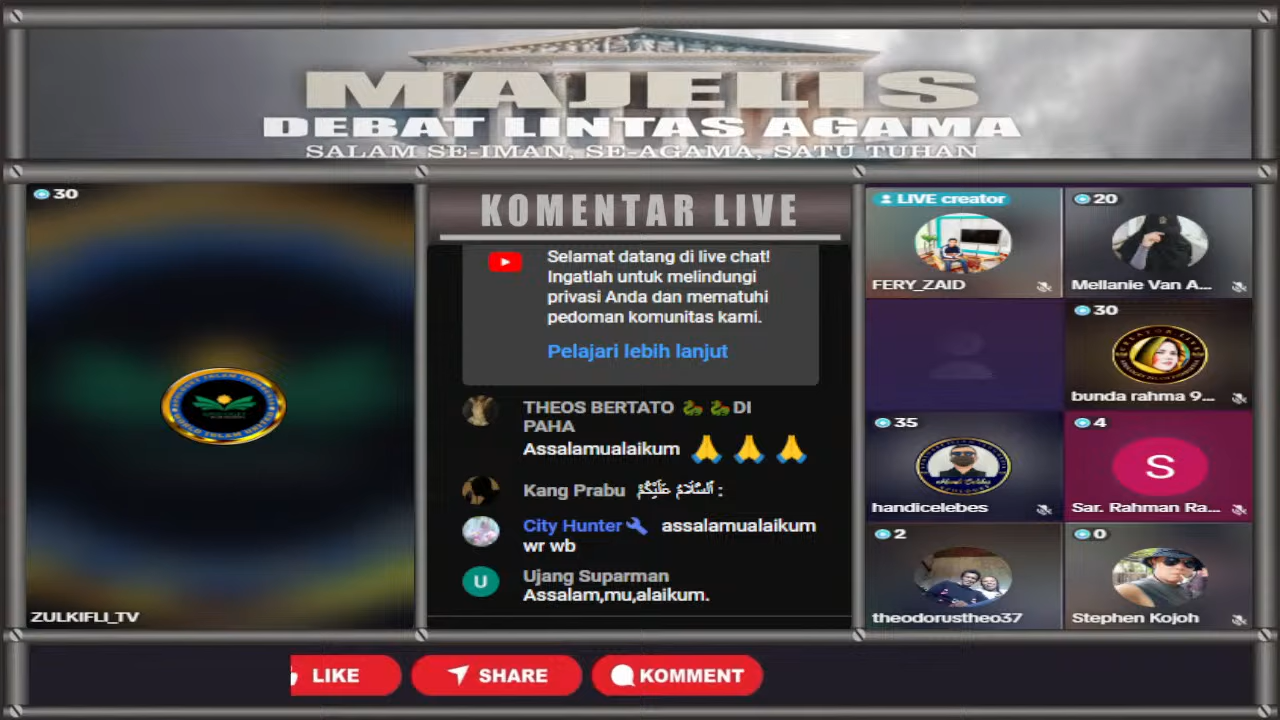 MAJELIS
DEBAT LINTAS AGAMA
SALAM SE-IMAN, SE-AGAMA, SATU TUHAN
30
ZULKIFLI_TV
KOMENTAR LIVE
Selamat datang di live chat!
Ingatlah untuk melindungi
privasi Anda dan mematuhi
pedoman komunitas kami.
Pelajari lebih lanjut
THEOS BERTATO 🐉 🐉DI
PAHA
Assalamualaikum 🙏 🙏 🙏
Kang Prabu اَلسَّلَامُ عَلَيْكُمْ :
City Hunter assalamualaikum
wr wb
U
Ujang Suparman
Assalam,mu,alaikum.
LIVE creator
FERY_ZAID
20
Mellanie Van A...
30
bunda rahma 9...
35
handicelebes
4
S
Sar. Rahman Ra...
2
theodorustheo37
0
Stephen Kojoh
LIKE
SHARE
KOMMENT